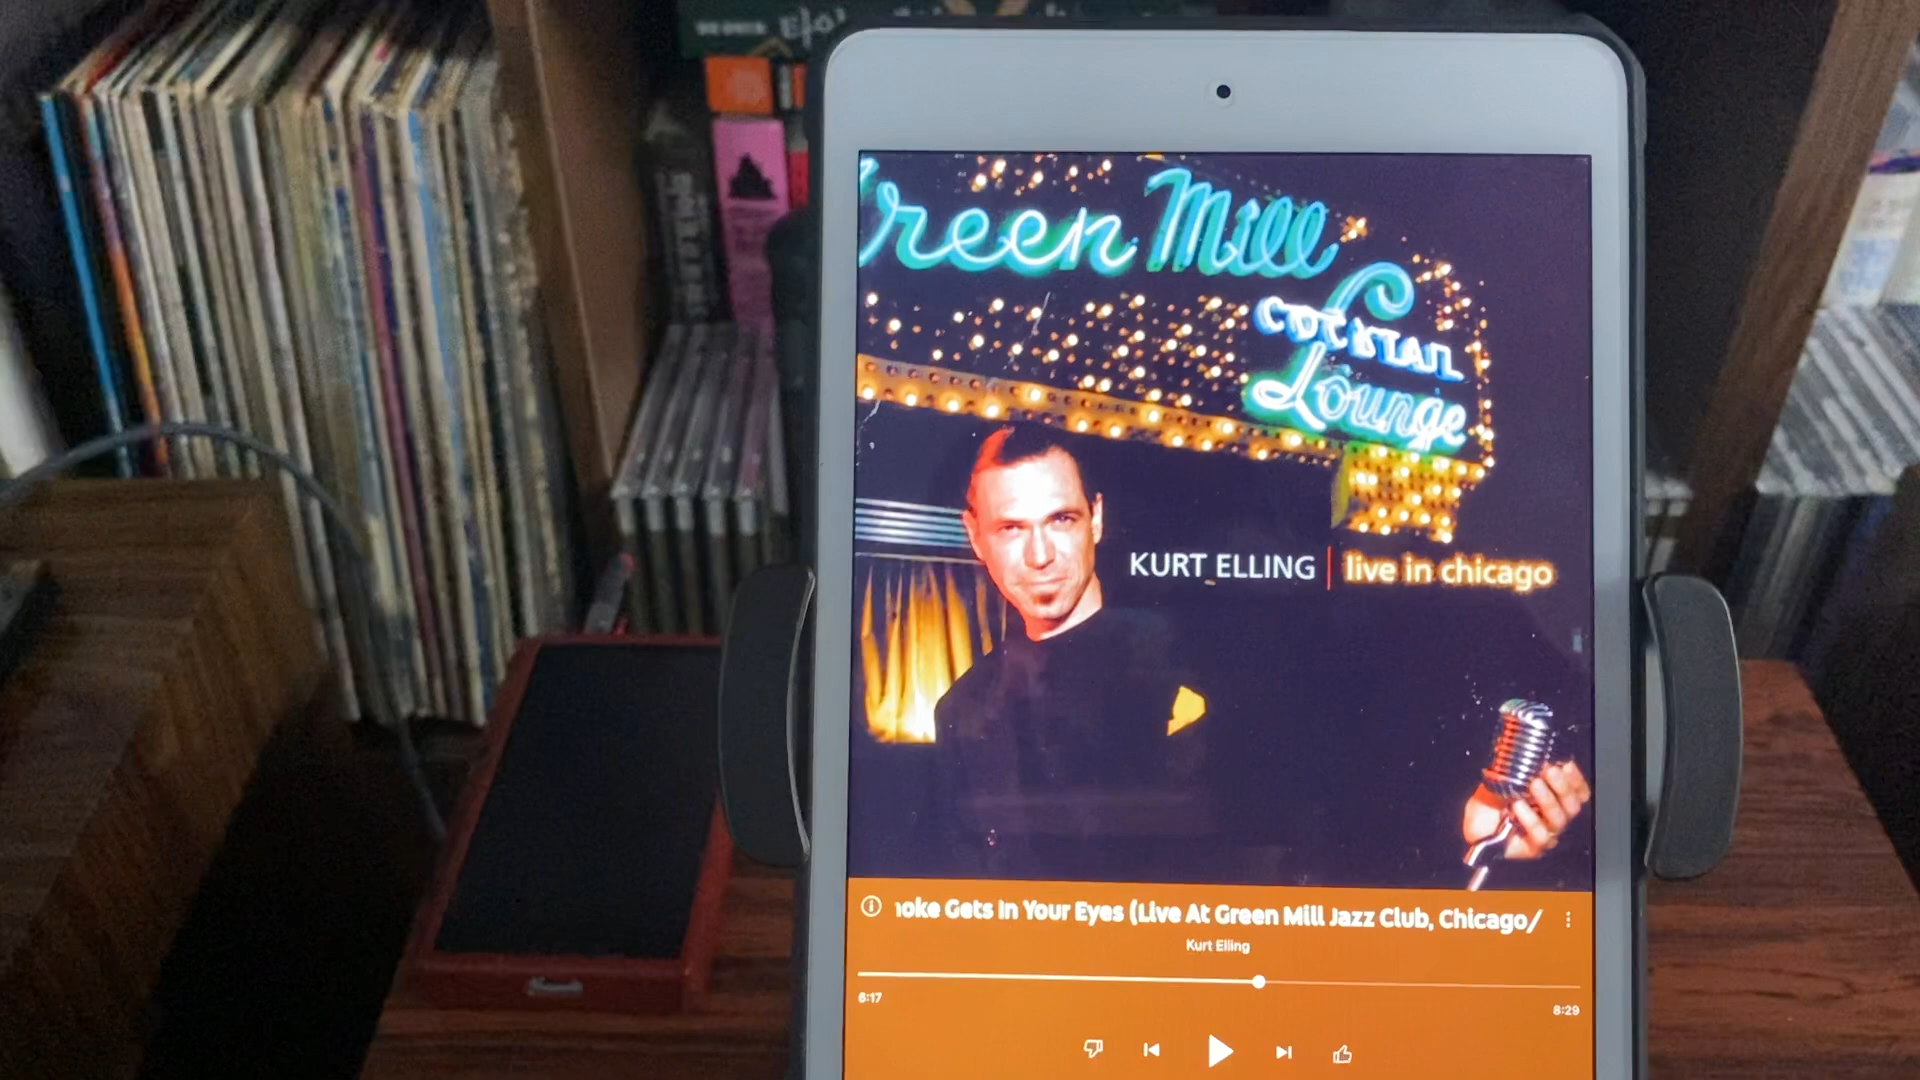 reen Mill
COCKTAIL
Lounge
KURT ELLING | live in chicago
oke Gets In Your Eyes (Live At Green Mill Jazz Club, Chicago/
Kurt Elling
6:17
8:29